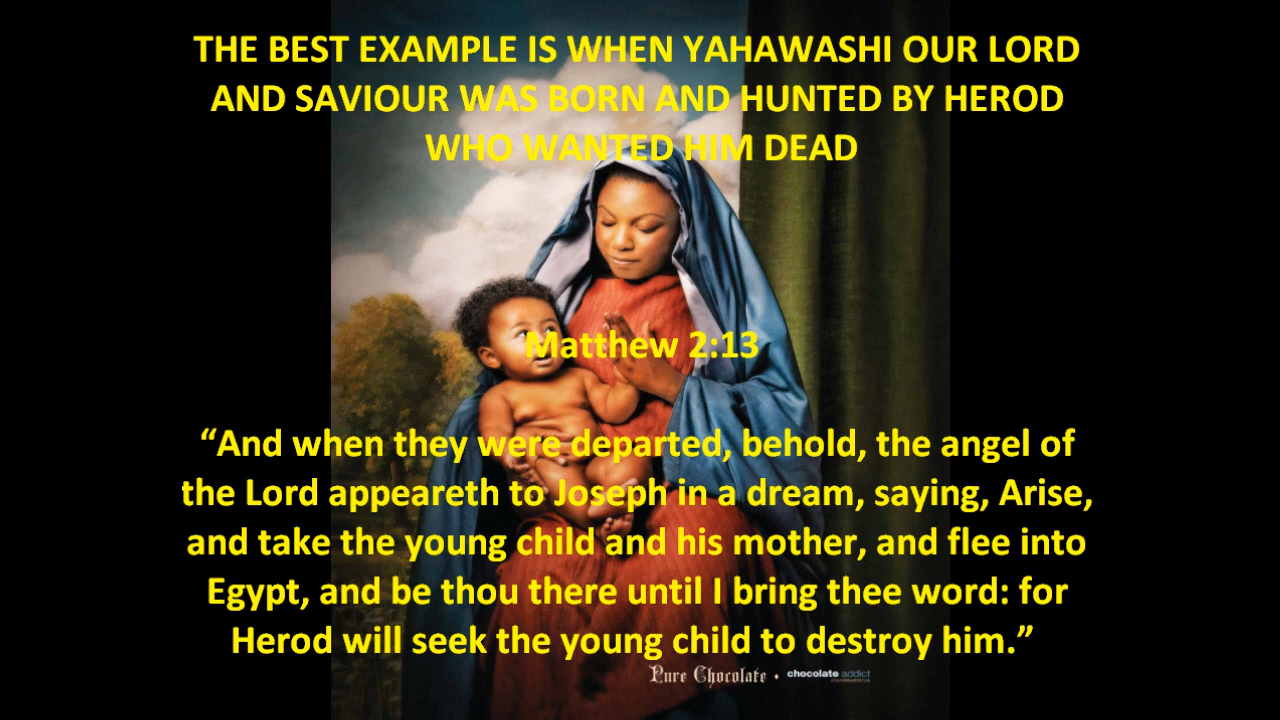 THE BEST EXAMPLE IS WHEN YAHAWASHI OUR LORD
AND SAVIOUR WAS BORN AND HUNTED BY HEROD
WHO WANTED HIM DEAD
Matthew 2:13
“And when they were departed, behold, the angel of
the Lord appeareth to Joseph in a dream, saying, Arise,
and take the young child and his mother, and flee into
Egypt, and be thou there until I bring thee word: for
Herod will seek the young child to destroy him.”
Pure Chocolate • chocolate addict